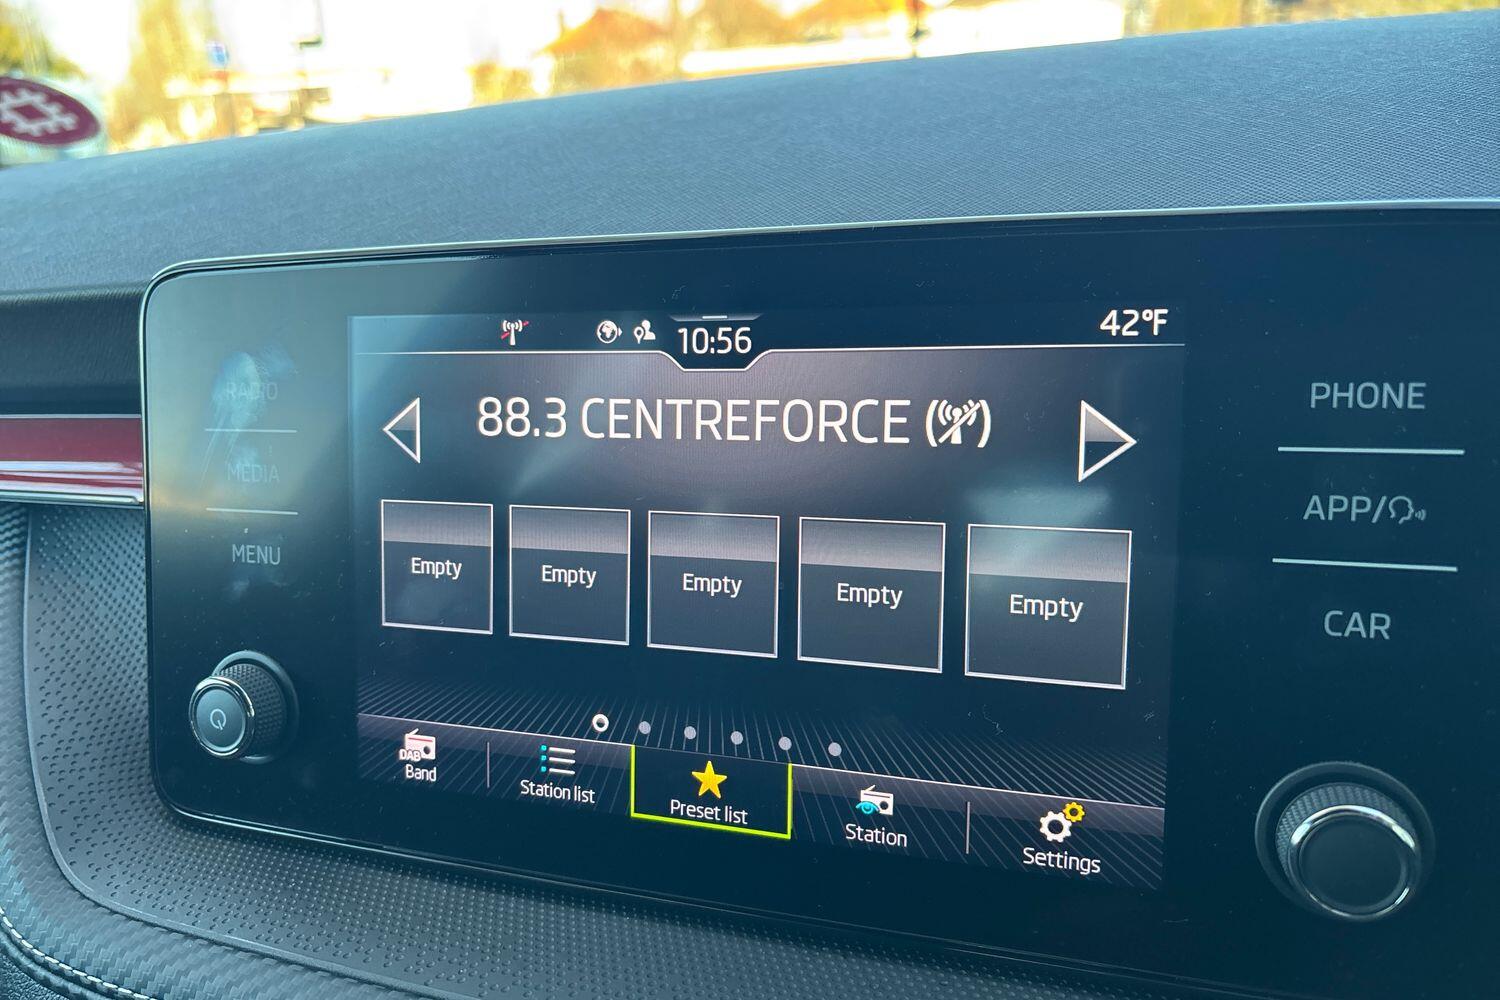 10:56
42°F
88.3 CENTREFORCE
RADIO
MEDIA
MENU
PHONE
APP/
CAR
Empty
Empty
Empty
Empty
Empty
DAB
Band
Station list
Preset list
Station
Settings